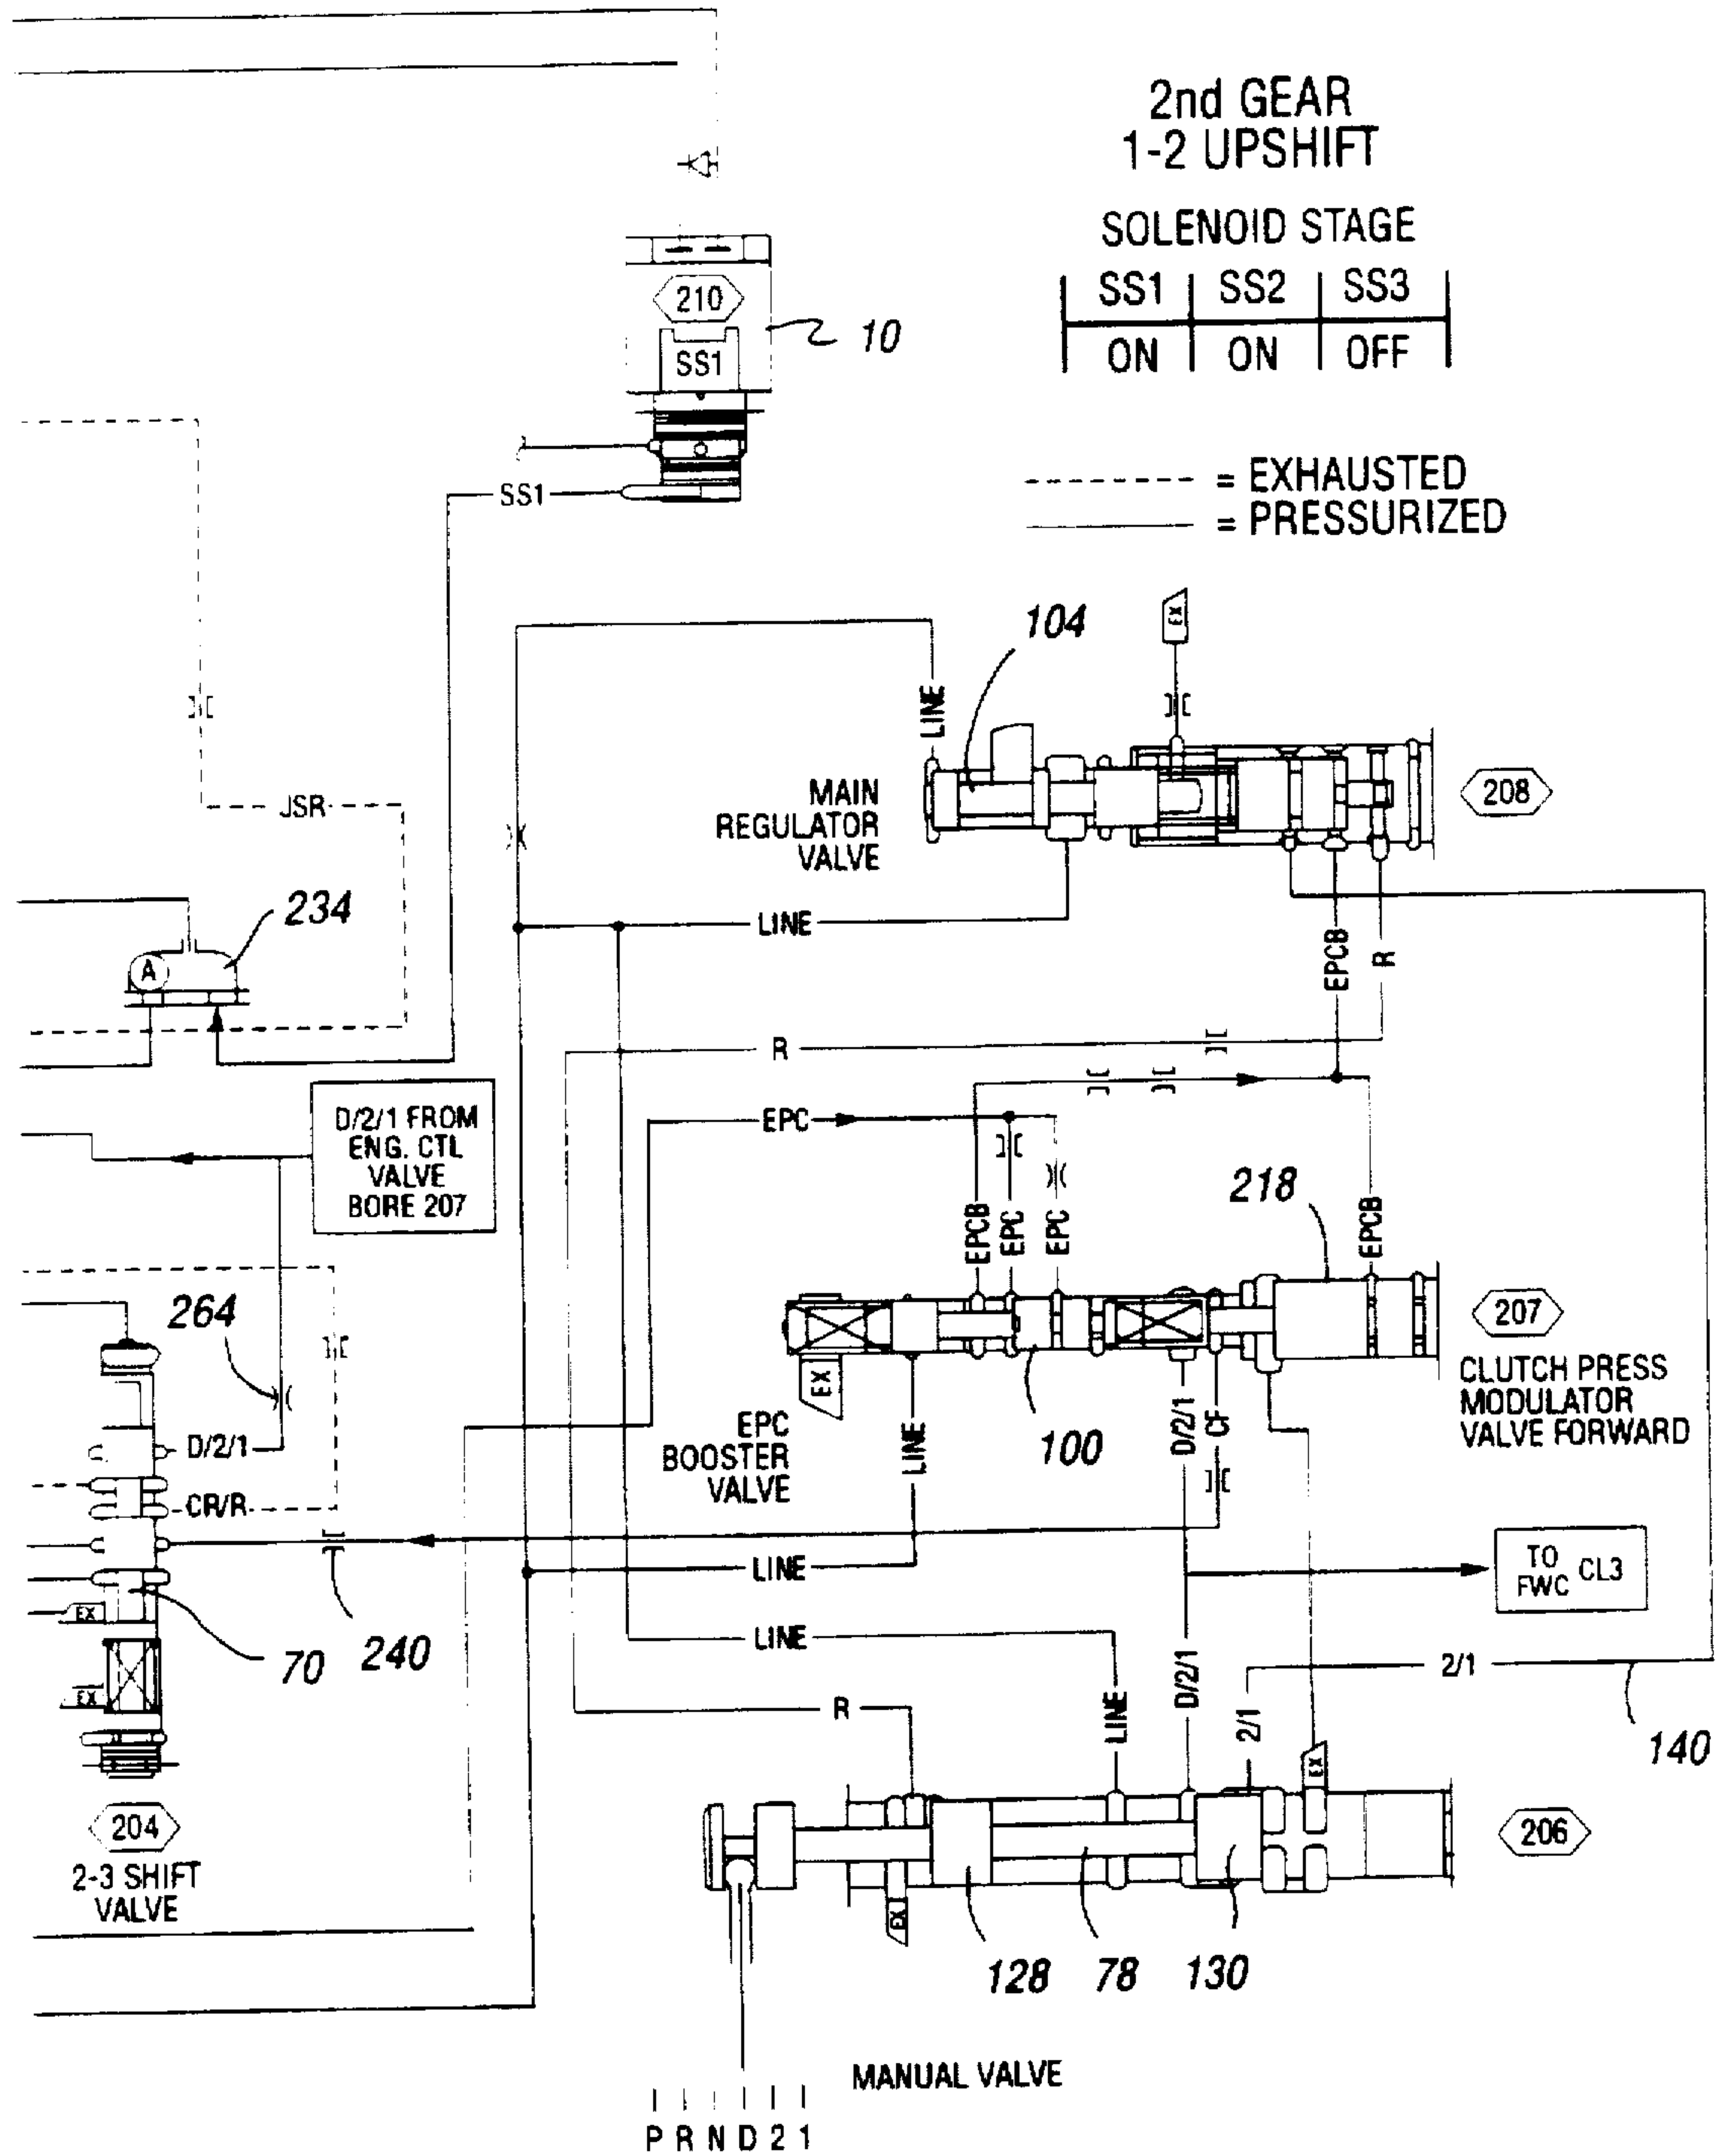 2nd GEAR
1-2 UPSHIFT
SOLENOID STAGE
SS1 SS2 SS3
ON ON OFF
210
10
SS1
SS1
= EXHAUSTED
= PRESSURIZED
EX
104
LINE
JSR
MAIN
REGULATOR
VALVE
208
234
A
LINE
EPCB
R
R
D/2/1 FROM
ENG. CTL
VALVE
BORE 207
EPC
218
EPCB
EPC
EPC
EPCB
264
207
EX
CLUTCH PRESS
MODULATOR
VALVE FORWARD
EPC
BOOSTER
VALVE
LINE
100
D/2/1
CF
D/2/1
CR/R
LINE
TO
FWC CL3
EX
70
240
LINE
2/1
EX
R
LINE
D/2/1
2/1
EX
140
204
2-3 SHIFT
VALVE
206
EX
128
78
130
MANUAL VALVE
P R N D 2 1